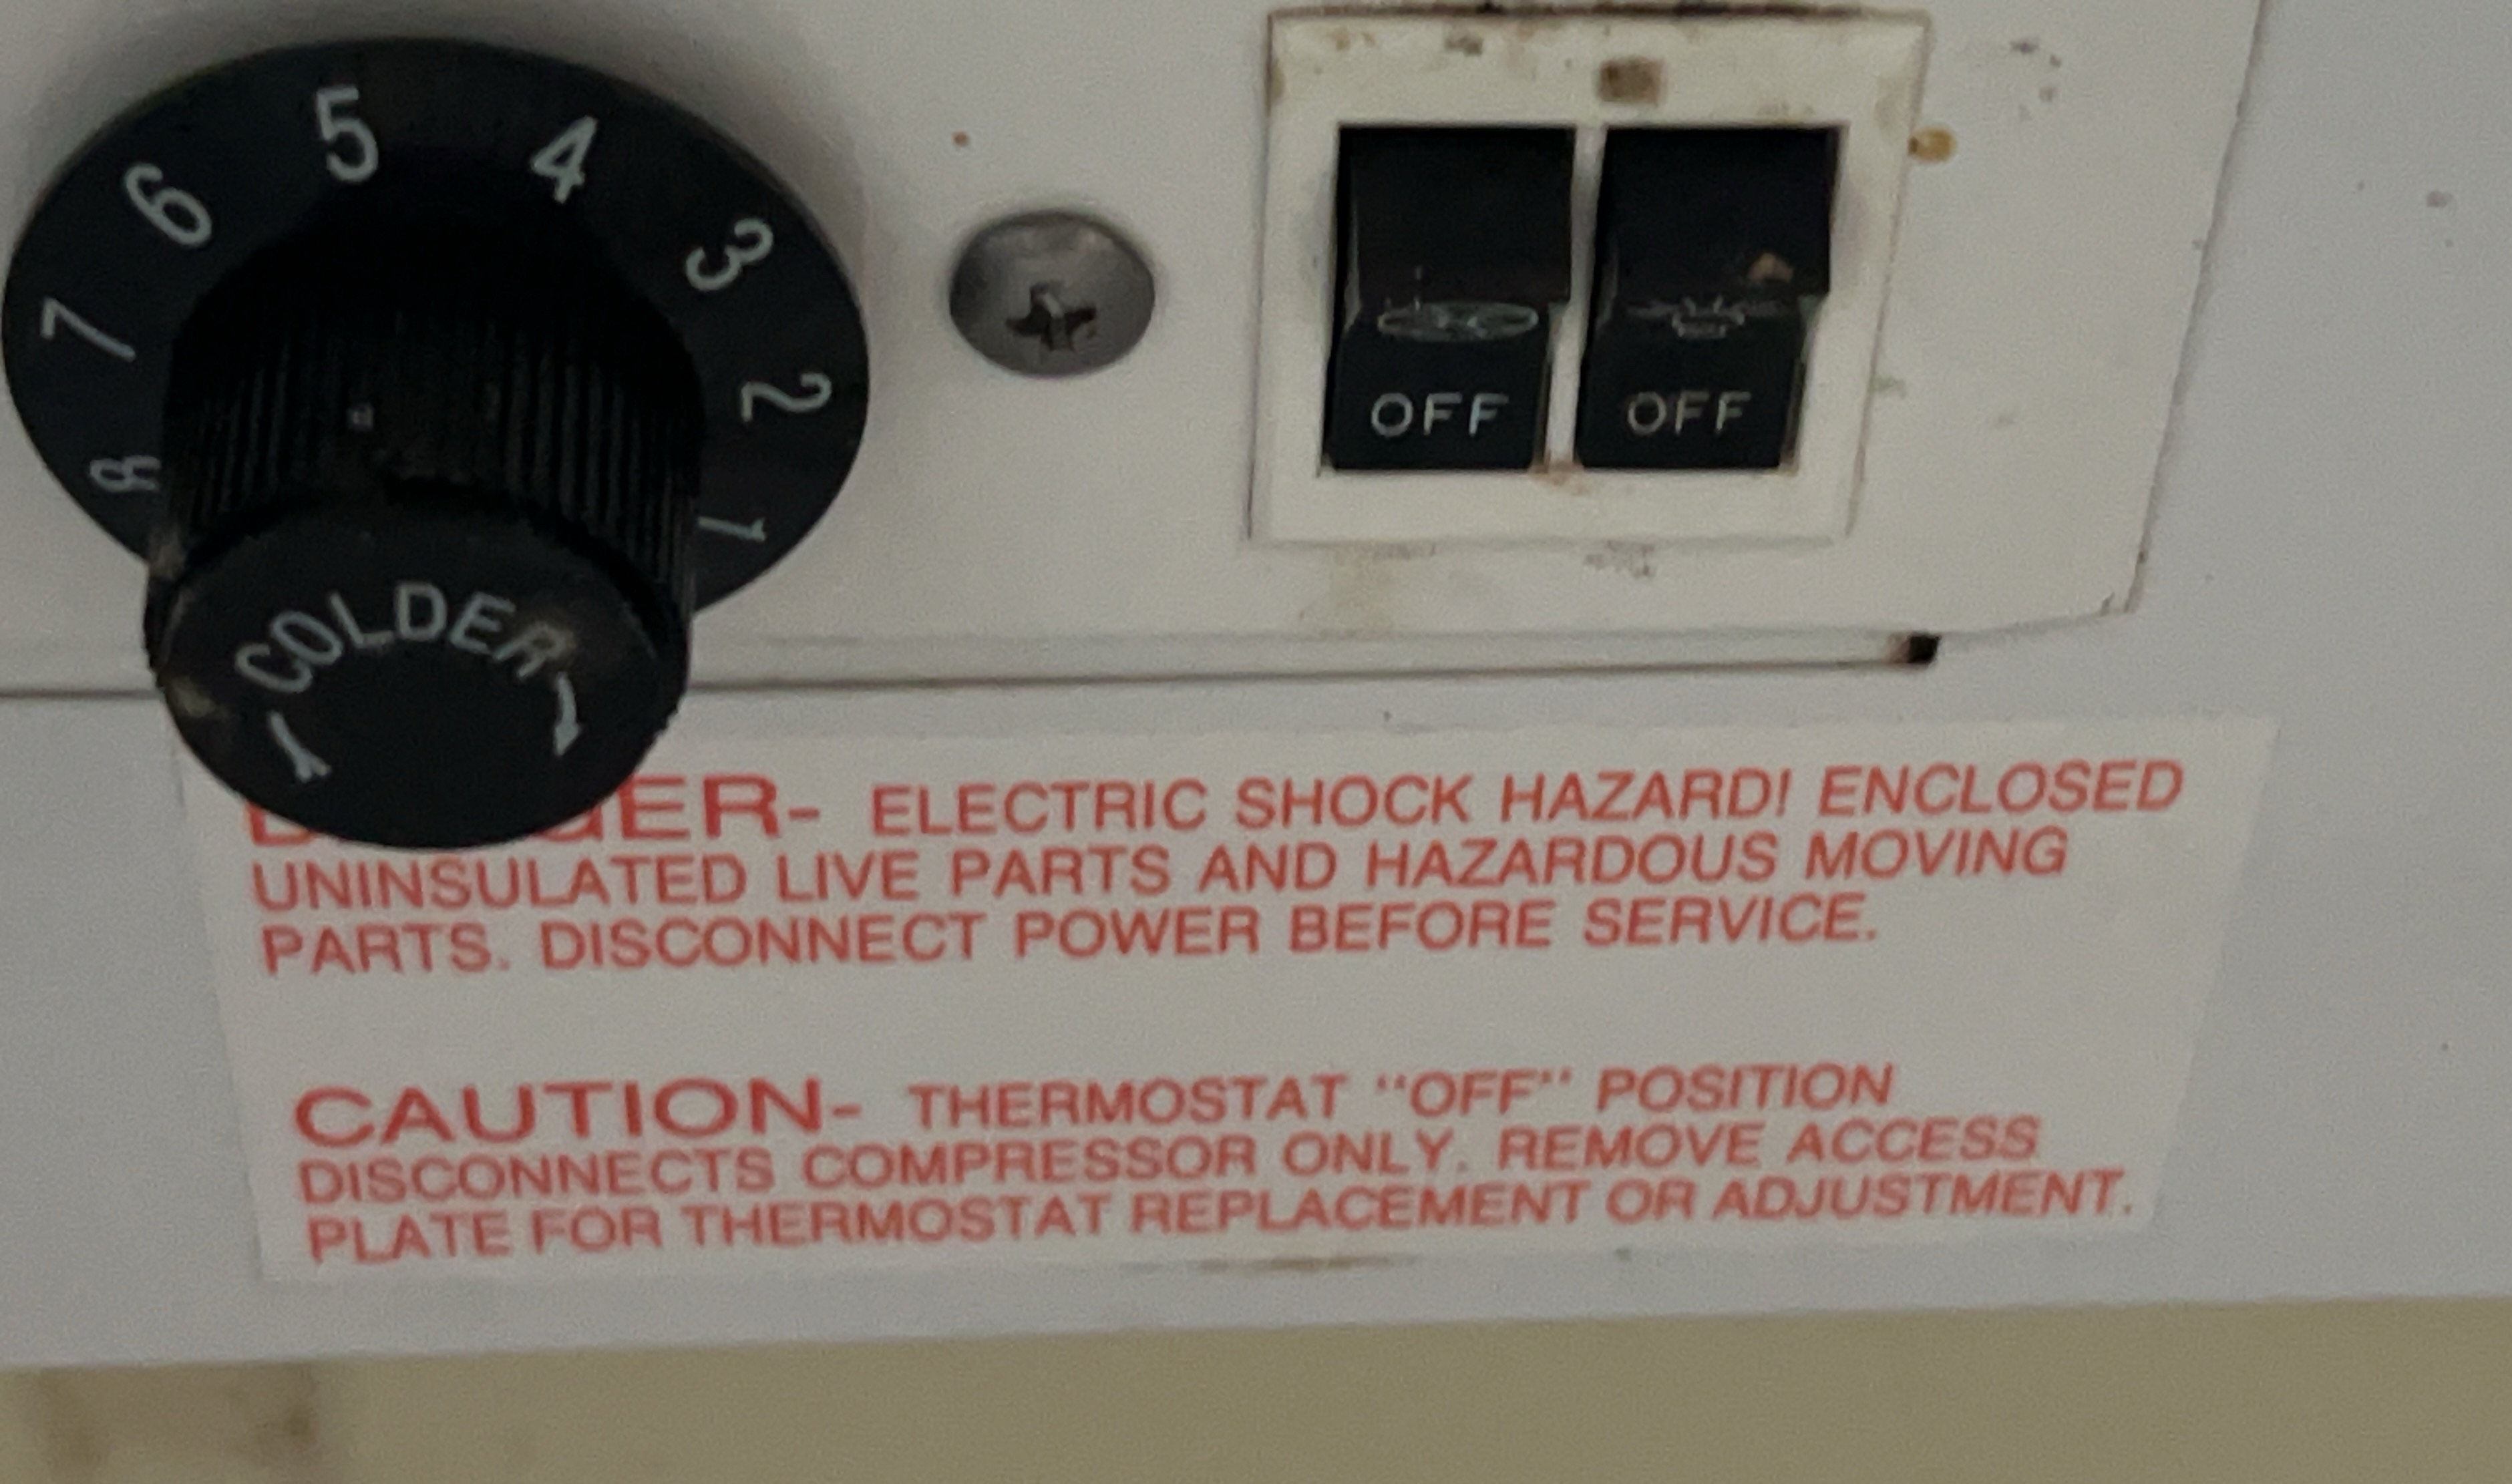 5 4
6 3
7 2
8 1
COLDER
OFF OFF
ELECTRIC SHOCK HAZARD! ENCLOSED
UNINSULATED LIVE PARTS AND HAZARDOUS MOVING
PARTS. DISCONNECT POWER BEFORE SERVICE.
CAUTION- THERMOSTAT "OFF" POSITION
DISCONNECTS COMPRESSOR ONLY. REMOVE ACCESS
PLATE FOR THERMOSTAT REPLACEMENT OR ADJUSTMENT.